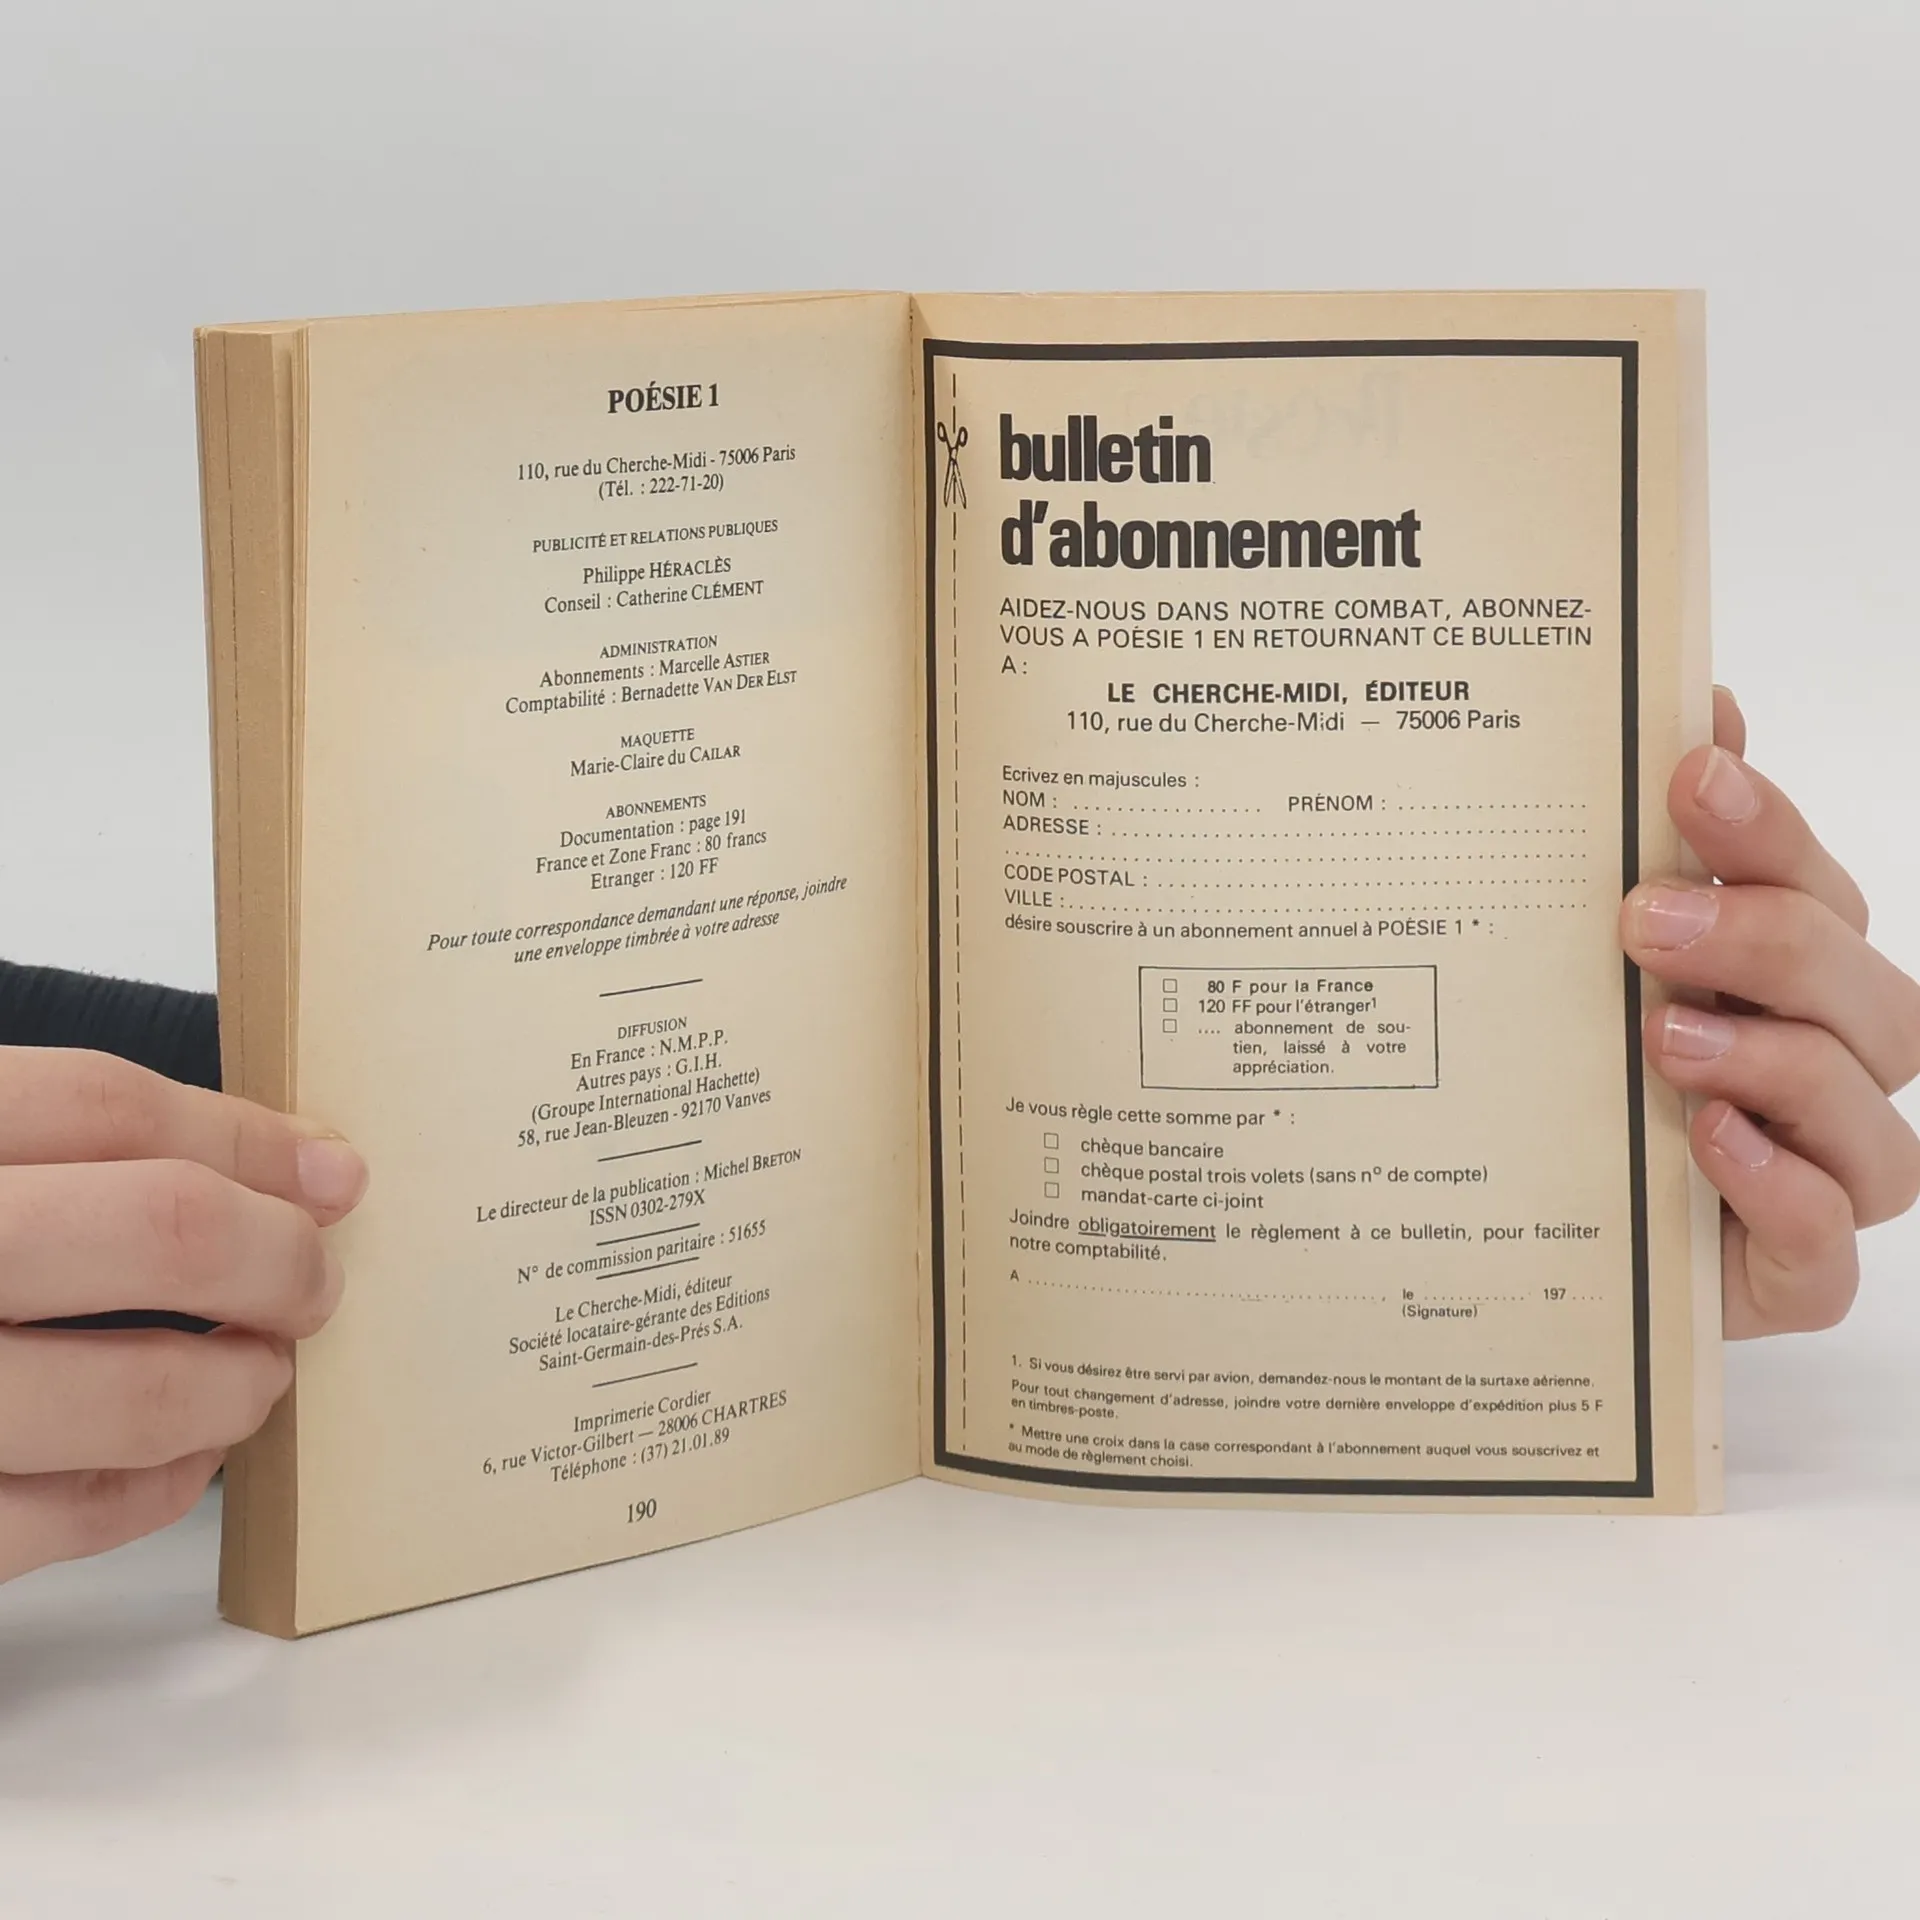 POÉSIE 1
110, rue du Cherche-Midi - 75006 Paris
(Tél. : 222-71-20)
PUBLICITÉ ET RELATIONS PUBLIQUES
Philippe HÉRACLÈS
Conseil : Catherine CLÉMENT
ADMINISTRATION
Abonnements : Marcelle ASTIER
Comptabilité : Bernadette VAN DER ELST
MAQUETTE
Marie-Claire du CAILAR
ABONNEMENTS
Documentation : page 191
France et Zone Franc : 80 francs
Etranger : 120 FF
Pour toute correspondance demandant une réponse, joindre
une enveloppe timbrée à votre adresse
DIFFUSION
En France : N.M.P.P.
Autres pays : G.I.H.
(Groupe International Hachette)
58, rue Jean-Bleuzen - 92170 Vanves
Le directeur de la publication : Michel BRETON
ISSN 0302-279X
N° de commission paritaire : 51655
Le Cherche-Midi, éditeur
Société locataire-gérante des Editions
Saint-Germain-des-Prés S.A.
Imprimerie Cordier
6, rue Victor-Gilbert — 28006 CHARTRES
Téléphone : (37) 21.01.89
190
bulletin
d'abonnement
AIDEZ-NOUS DANS NOTRE COMBAT, ABONNEZ-
VOUS A POÉSIE 1 EN RETOURNANT CE BULLETIN
A :
LE CHERCHE-MIDI, ÉDITEUR
110, rue du Cherche-Midi — 75006 Paris
Ecrivez en majuscules :
NOM : .................. PRÉNOM : ..................
ADRESSE : .............................................
.......................................................
CODE POSTAL : .........................................
VILLE : ................................................
désire souscrire à un abonnement annuel à POÉSIE 1 * :
☐ 80 F pour la France
☐ 120 FF pour l'étranger¹
☐ .... abonnement de sou-
tien, laissé à votre
appréciation.
Je vous règle cette somme par * :
☐ chèque bancaire
☐ chèque postal trois volets (sans n° de compte)
☐ mandat-carte ci-joint
Joindre obligatoirement le règlement à ce bulletin, pour faciliter
notre comptabilité.
A ............................................, le ............. 197 ....
(Signature)
1. Si vous désirez être servi par avion, demandez-nous le montant de la surtaxe aérienne.
Pour tout changement d'adresse, joindre votre dernière enveloppe d'expédition plus 5 F
en timbres-poste.
* Mettre une croix dans la case correspondant à l'abonnement auquel vous souscrivez et
au mode de règlement choisi.